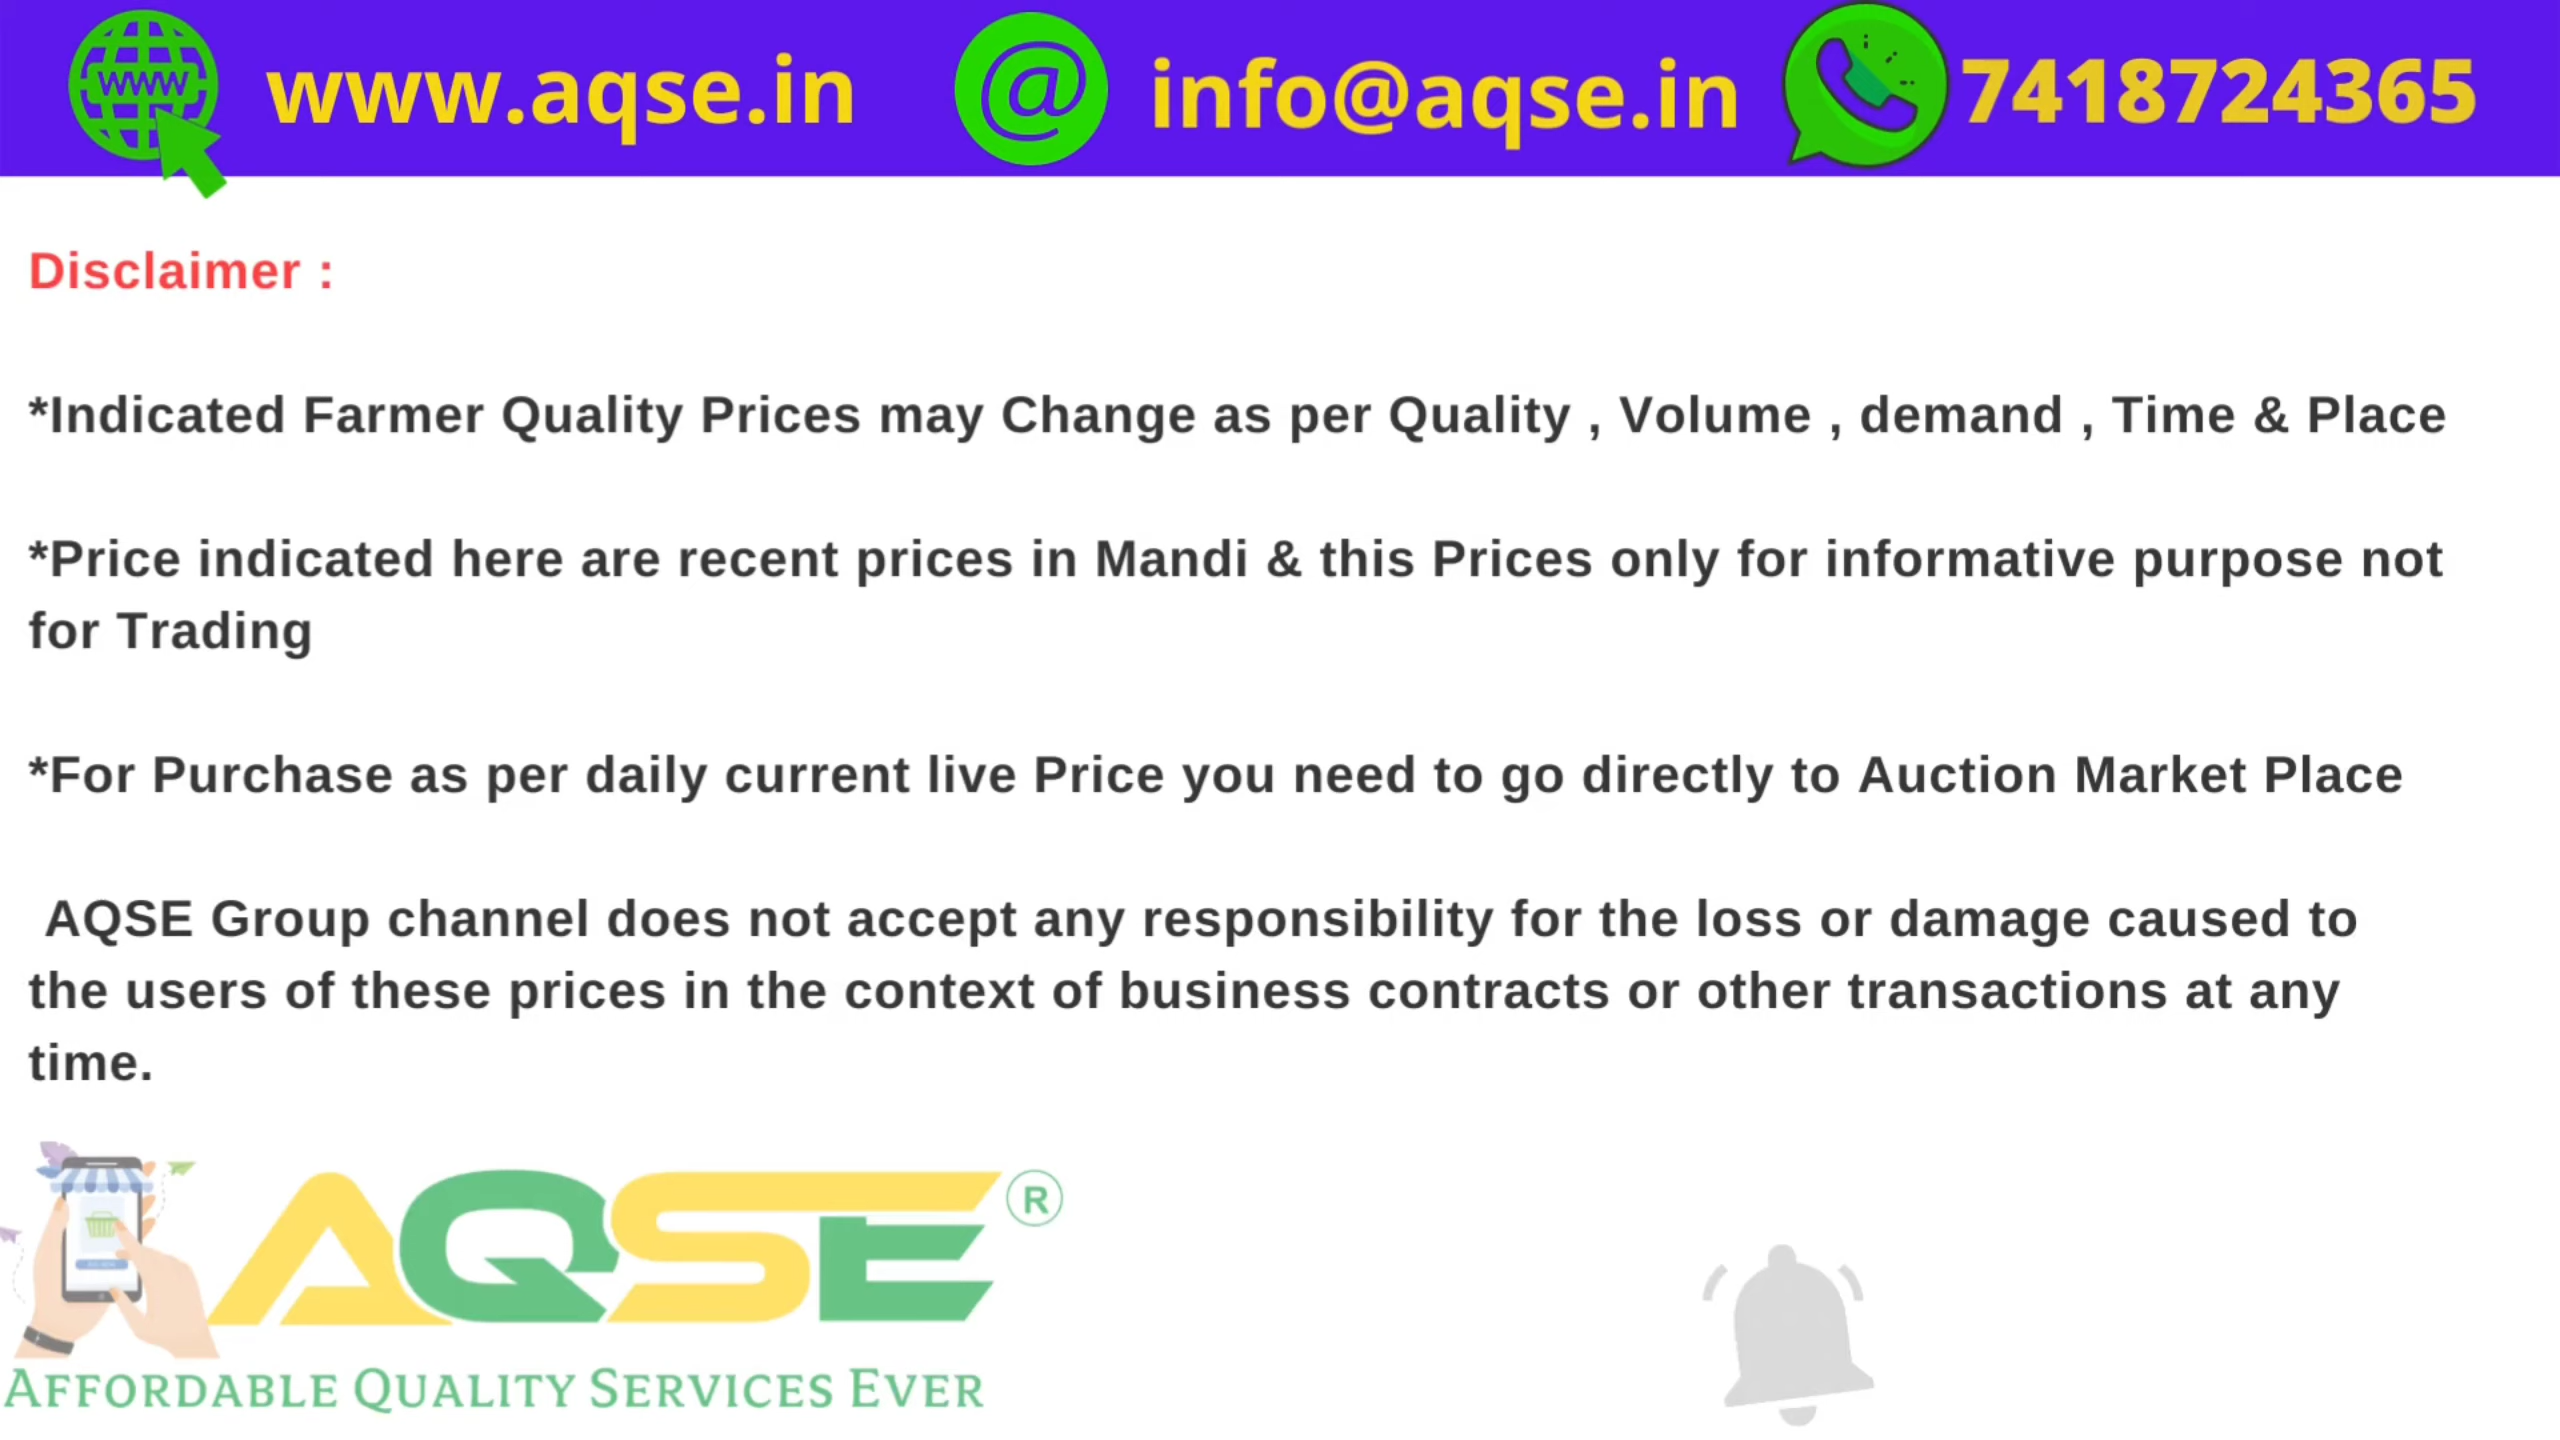 www www.aqse.in @ info@aqse.in 7418724365
Disclaimer :
*Indicated Farmer Quality Prices may Change as per Quality , Volume , demand , Time & Place
*Price indicated here are recent prices in Mandi & this Prices only for informative purpose not
for Trading
*For Purchase as per daily current live Price you need to go directly to Auction Market Place
AQSE Group channel does not accept any responsibility for the loss or damage caused to
the users of these prices in the context of business contracts or other transactions at any
time.
AQSE ®
AFFORDABLE QUALITY SERVICES EVER